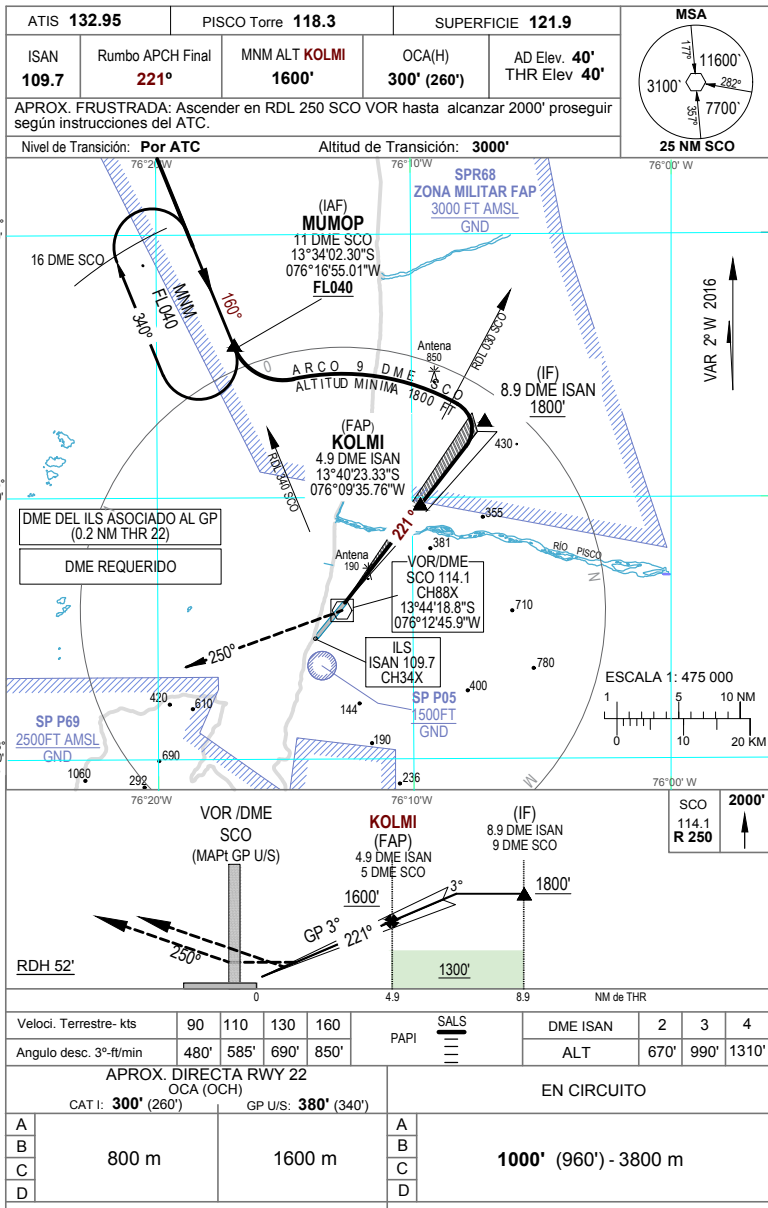 ATIS 132.95
PISCO Torre 118.3
SUPERFICIE 121.9
MSA
177º
11600'
3100'
282º
7700'
357º
25 NM SCO
ISAN
109.7
Rumbo APCH Final
221º
MNM ALT KOLMI
1600'
OCA(H)
300' (260')
AD Elev. 40'
THR Elev 40'
APROX. FRUSTRADA: Ascender en RDL 250 SCO VOR hasta alcanzar 2000' proseguir
según instrucciones del ATC.
Nivel de Transición: Por ATC
Altitud de Transición: 3000'
76°20'W
76°10'W
76°00' W
SPR68
ZONA MILITAR FAP
3000 FT AMSL
GND
(IAF)
MUMOP
11 DME SCO
13°34'02.30"S
076°16'55.01"W
FL040
16 DME SCO
MNM
FL040
340°
160°
VAR 2º W 2016
RDL 030 SCO
Antena
850
ARCO 9 DME SCO
ALTITUD MINIMA 1800 FT
(IF)
8.9 DME ISAN
1800'
430
(FAP)
KOLMI
4.9 DME ISAN
13°40'23.33"S
076°09'35.76"W
RDL 340 SCO
DME DEL ILS ASOCIADO AL GP
(0.2 NM THR 22)
DME REQUERIDO
355
221º
381
RIO PISCO
Antena
190
VOR/DME
SCO 114.1
CH88X
13°44'18.8"S
076°12'45.9"W
N
710
250º
ILS
ISAN 109.7
CH34X
780
400
ESCALA 1: 475 000
1 5 10 NM
0 10 20 KM
SP P05
1500FT
GND
144
420
610
SP P69
2500FT AMSL
GND
190
690
1060
292
236
M
76°20'W
76°10'W
76°00' W
SCO
114.1
R 250
2000'
VOR /DME
SCO
(MAPt GP U/S)
KOLMI
(FAP)
4.9 DME ISAN
5 DME SCO
(IF)
8.9 DME ISAN
9 DME SCO
1600'
3°
1800'
GP 3°
221º
250º
RDH 52'
1300'
0 4.9 8.9 NM de THR
Veloci. Terrestre- kts 90 110 130 160
Angulo desc. 3º-ft/min 480' 585' 690' 850'
PAPI
SALS
DME ISAN 2 3 4
ALT 670' 990' 1310'
APROX. DIRECTA RWY 22
OCA (OCH)
CAT I: 300' (260')
GP U/S: 380' (340')
EN CIRCUITO
A
B
C
D
800 m
1600 m
A
B
C
D
1000' (960') - 3800 m